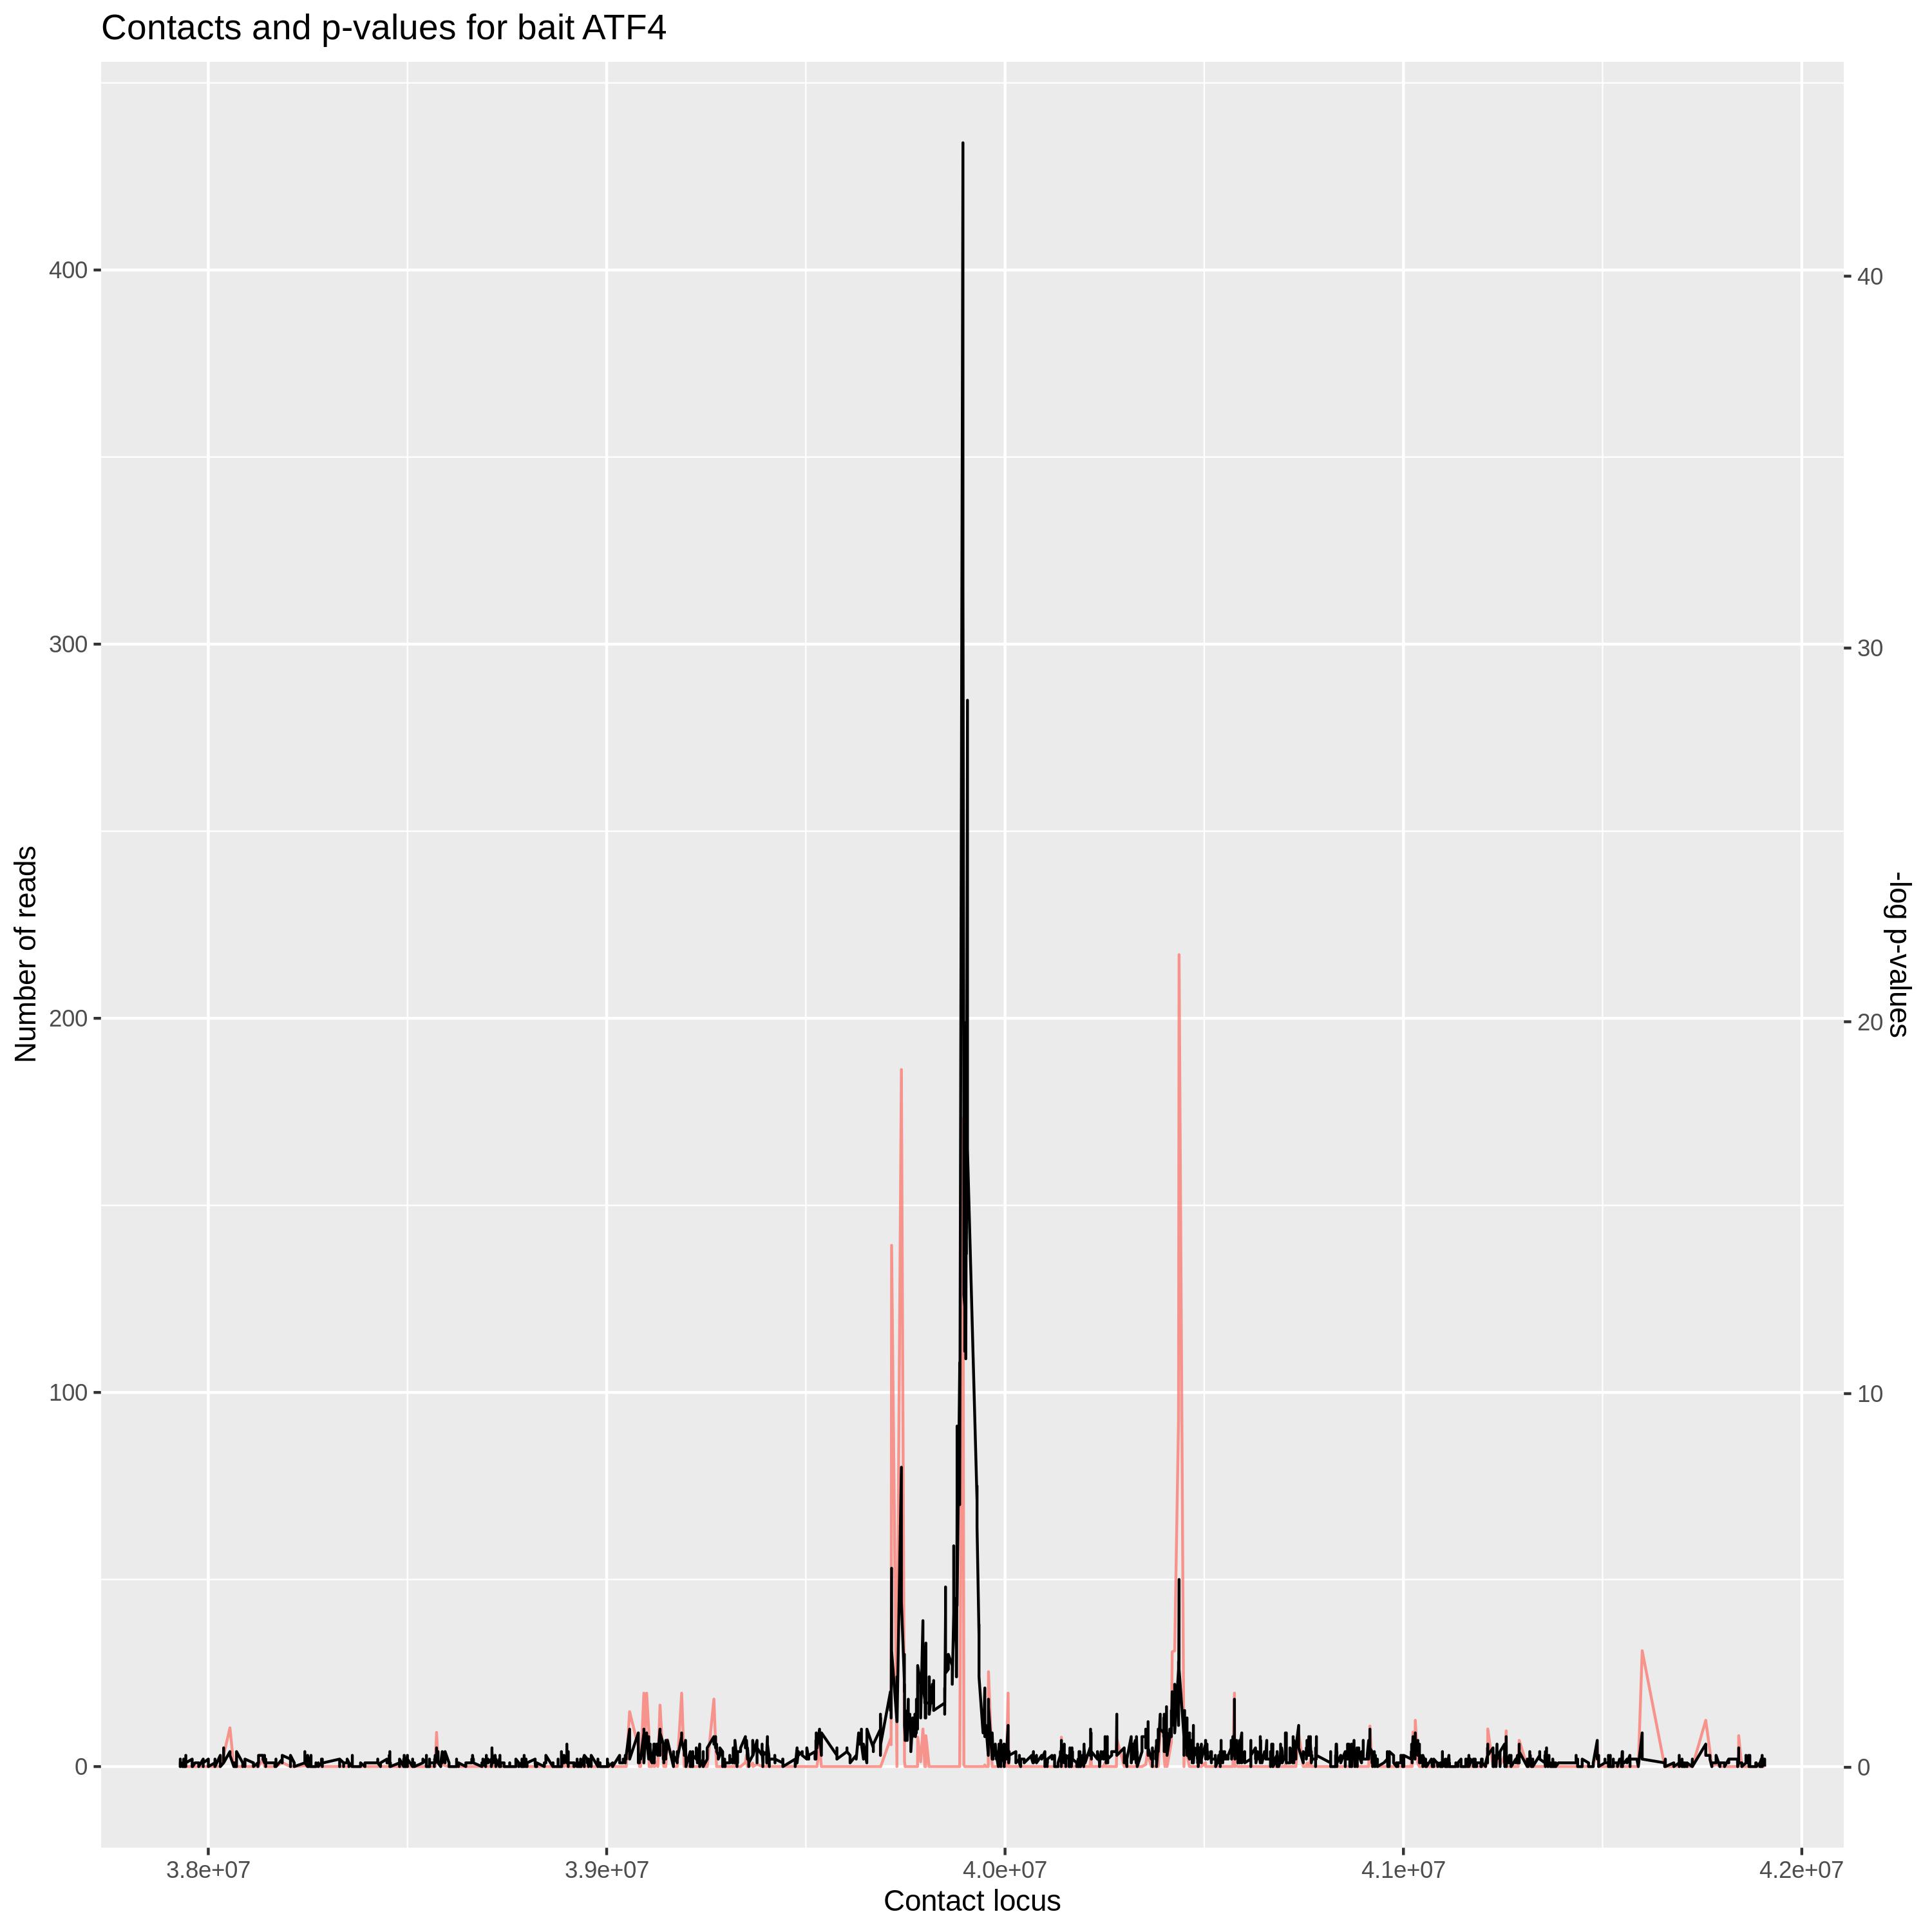 Contacts and p-values for bait ATF4
Number of reads
400
300
200
100
0
40
30
20
10
0
-log p-values
3.8e+07
3.9e+07
4.0e+07
4.1e+07
4.2e+07
Contact locus